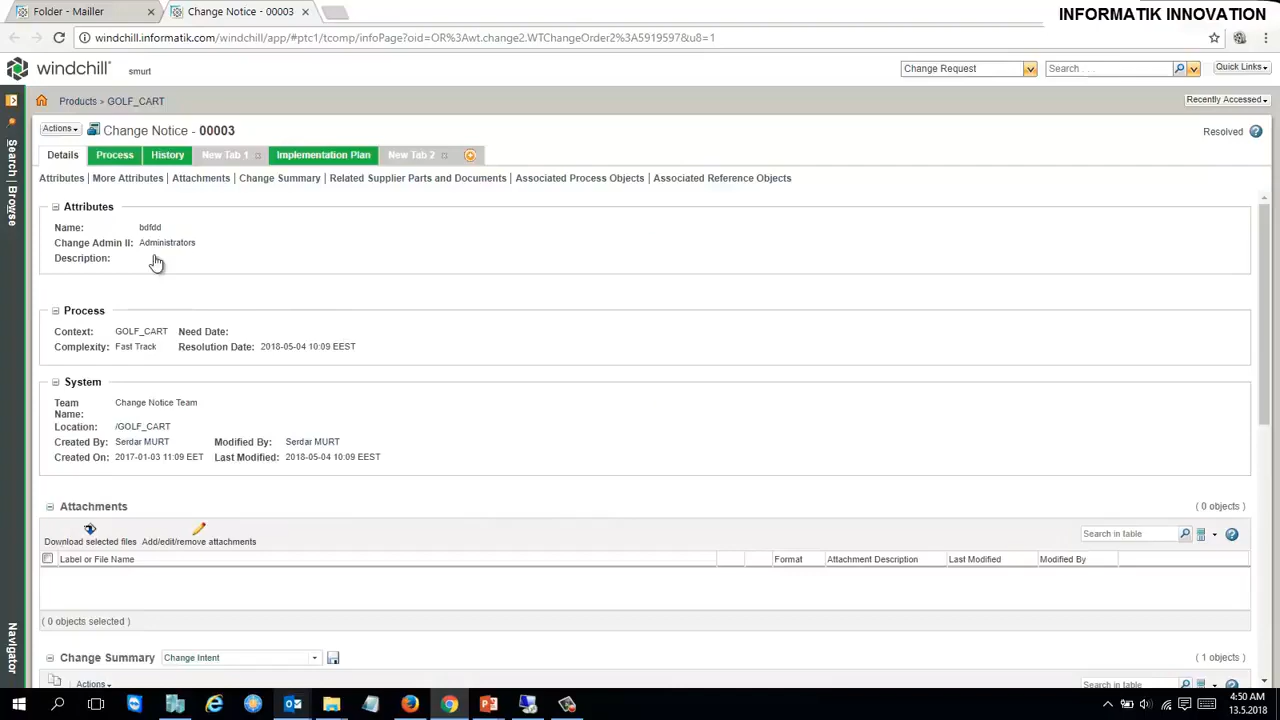 INFORMATIK INNOVATION
Folder - Mailler
Change Notice - 00003
windchill.informatik.com/windchill/app/#ptc1/tcomp/infoPage?oid=OR%3Awt.change2.WTChangeOrder2%3A5919597&u8=1
windchill smurt
Change Request
Search . . .
Quick Links
Products > GOLF_CART
Recently Accessed
Actions
Change Notice - 00003
Resolved
Details Process History New Tab 1 Implementation Plan New Tab 2
Attributes More Attributes Attachments Change Summary Related Supplier Parts and Documents Associated Process Objects Associated Reference Objects
Search | Browse
Navigator
Attributes
Name: bdfdd
Change Admin II: Administrators
Description:
Process
Context: GOLF_CART Need Date:
Complexity: Fast Track Resolution Date: 2018-05-04 10:09 EEST
System
Team Name: Change Notice Team
Location: /GOLF_CART
Created By: Serdar MURT Modified By: Serdar MURT
Created On: 2017-01-03 11:09 EET Last Modified: 2018-05-04 10:09 EEST
Attachments ( 0 objects )
Download selected files Add/edit/remove attachments
Search in table
Label or File Name Format Attachment Description Last Modified Modified By
( 0 objects selected )
Change Summary Change Intent ( 1 objects )
Actions Search in table
4:50 AM
13.5.2018